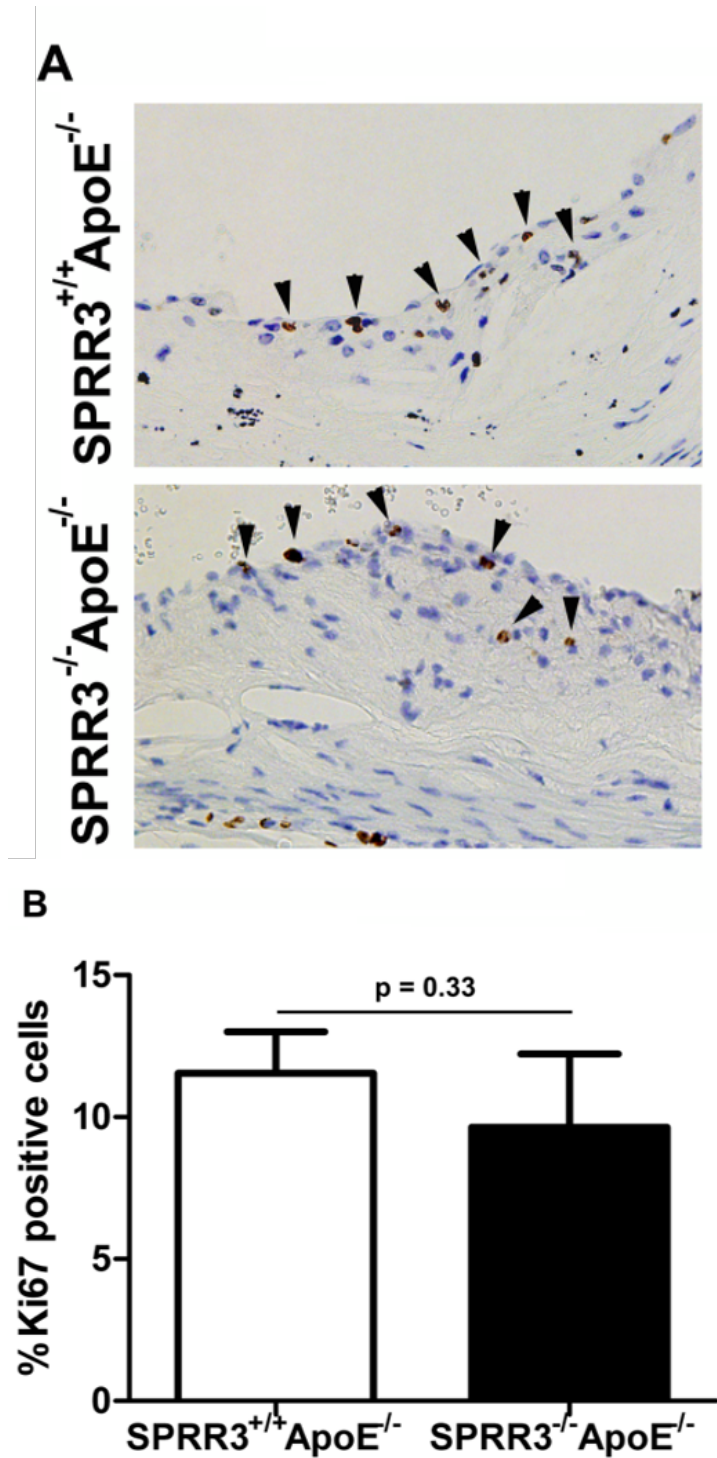 A
SPRR3+/+ApoE-/-
SPRR3-/-ApoE-/-
B
15
10
5
0
% Ki67 positive cells
p = 0.33
SPRR3+/+ApoE-/-
SPRR3-/-ApoE-/-